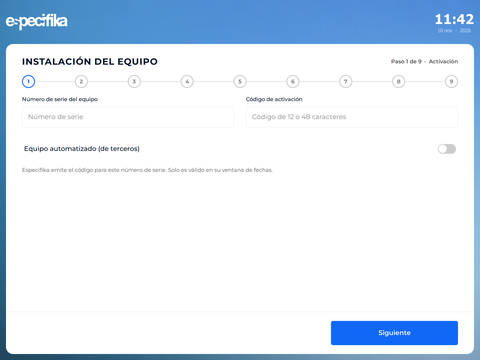 e:pecifika
11:42
10 nov - 2026
INSTALACIÓN DEL EQUIPO
Paso 1 de 9 - Activación
1 2 3 4 5 6 7 8 9
Número de serie del equipo
Código de activación
Número de serie
Código de 12 o 48 caracteres
Equipo automatizado (de terceros)
Especifika emite el código para este número de serie. Solo es válido en su ventana de fechas.
Siguiente